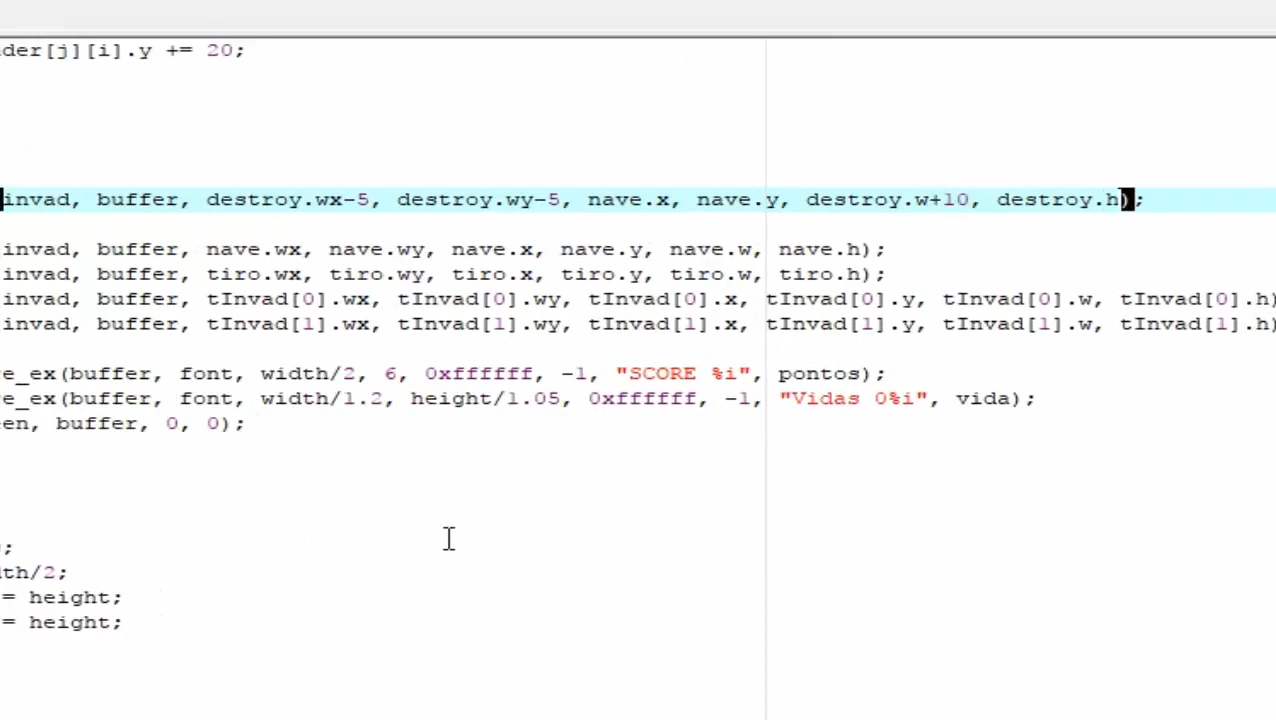 der[j][i].y += 20;
invad, buffer, destroy.wx-5, destroy.wy-5, nave.x, nave.y, destroy.w+10, destroy.h);
invad, buffer, nave.wx, nave.wy, nave.x, nave.y, nave.w, nave.h);
invad, buffer, tiro.wx, tiro.wy, tiro.x, tiro.y, tiro.w, tiro.h);
invad, buffer, tInvad[0].wx, tInvad[0].wy, tInvad[0].x, tInvad[0].y, tInvad[0].w, tInvad[0].h)
invad, buffer, tInvad[1].wx, tInvad[1].wy, tInvad[1].x, tInvad[1].y, tInvad[1].w, tInvad[1].h)
e_ex(buffer, font, width/2, 6, 0xffffff, -1, "SCORE %i", pontos);
e_ex(buffer, font, width/1.2, height/1.05, 0xffffff, -1, "Vidas 0%i", vida);
en, buffer, 0, 0);
;
th/2;
= height;
= height;